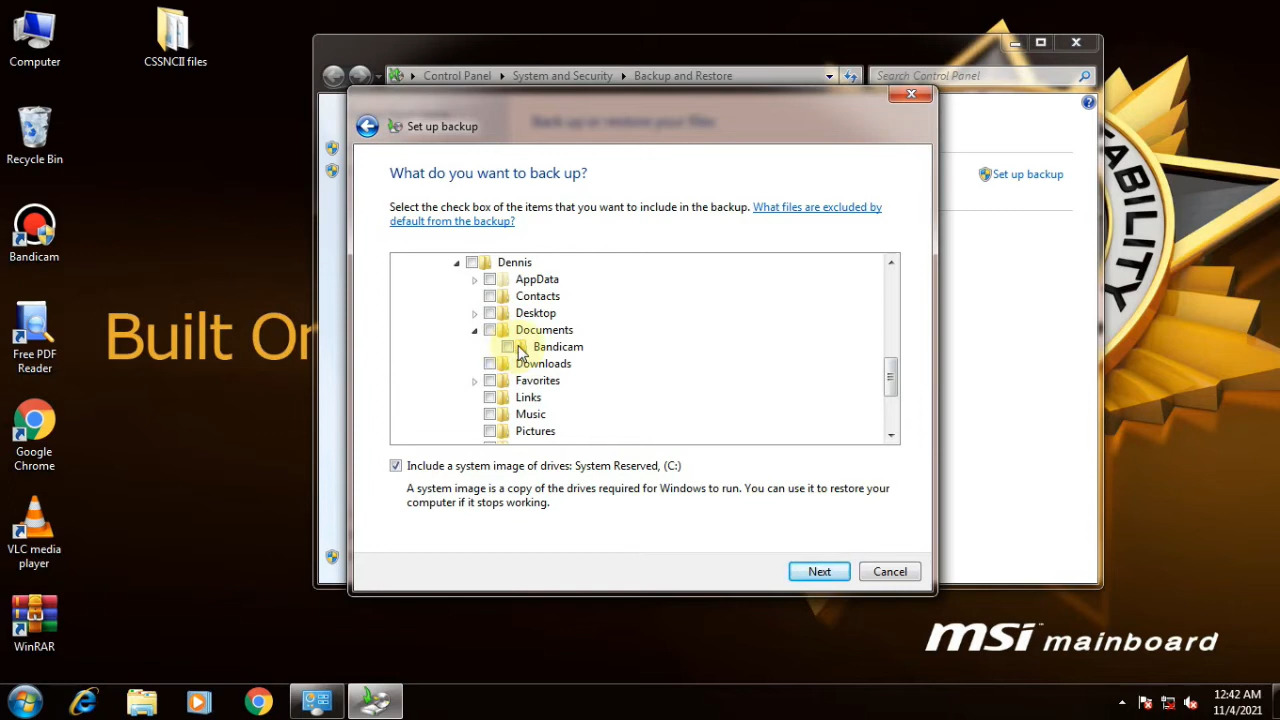 Computer
CSSNCII files
Recycle Bin
Bandicam
Free PDF
Reader
Google
Chrome
VLC media
player
WinRAR
Built On
ABILITY
Control Panel
System and Security
Backup and Restore
Search Control Panel
Back up or restore your files
Set up backup
Set up backup
What do you want to back up?
Select the check box of the items that you want to include in the backup. What files are excluded by
default from the backup?
Dennis
AppData
Contacts
Desktop
Documents
Bandicam
Downloads
Favorites
Links
Music
Pictures
Include a system image of drives: System Reserved, (C:)
A system image is a copy of the drives required for Windows to run. You can use it to restore your
computer if it stops working.
Next
Cancel
msi mainboard
12:42 AM
11/4/2021